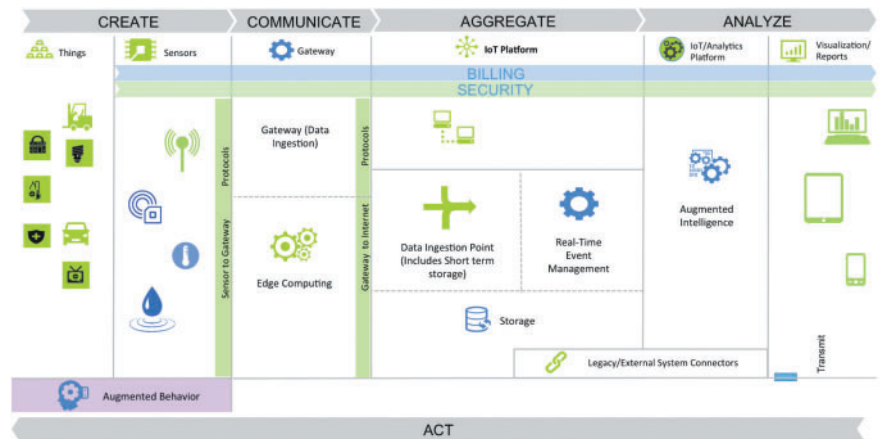 CREATE
COMMUNICATE
AGGREGATE
ANALYZE
Things
Sensors
Gateway
IoT Platform
IoT/Analytics
Platform
Visualization/
Reports
BILLING
SECURITY
Sensor to Gateway Protocols
Gateway (Data
Ingestion)
Edge Computing
Gateway to Internet Protocols
Data Ingestion Point
(Includes Short term
storage)
Real-Time
Event
Management
Storage
Augmented
Intelligence
Legacy/External System Connectors
Transmit
Augmented Behavior
ACT